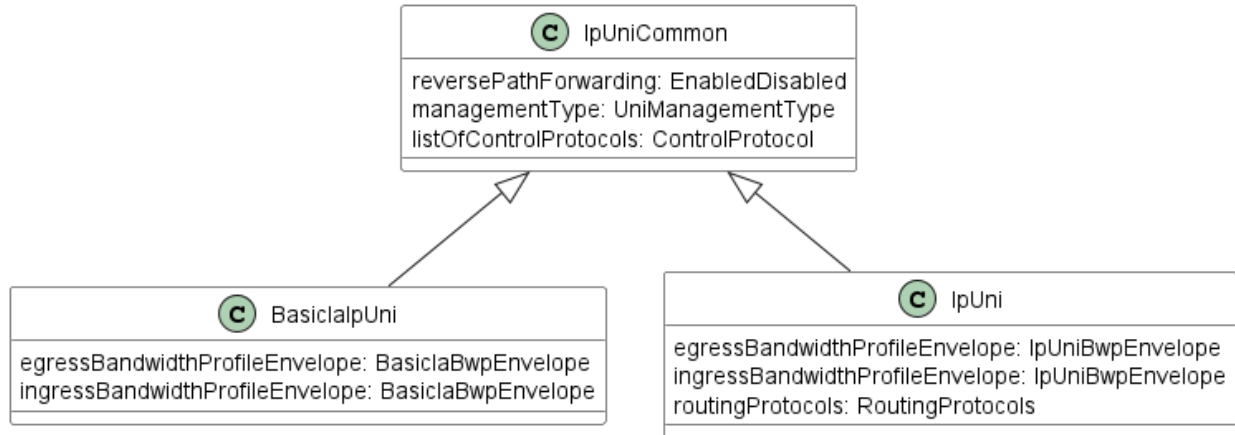 C IpUniCommon
reversePathForwarding: EnabledDisabled
managementType: UniManagementType
listOfControlProtocols: ControlProtocol
C BasicIaIpUni
egressBandwidthProfileEnvelope: BasicIaBwpEnvelope
ingressBandwidthProfileEnvelope: BasicIaBwpEnvelope
C IpUni
egressBandwidthProfileEnvelope: IpUniBwpEnvelope
ingressBandwidthProfileEnvelope: IpUniBwpEnvelope
routingProtocols: RoutingProtocols